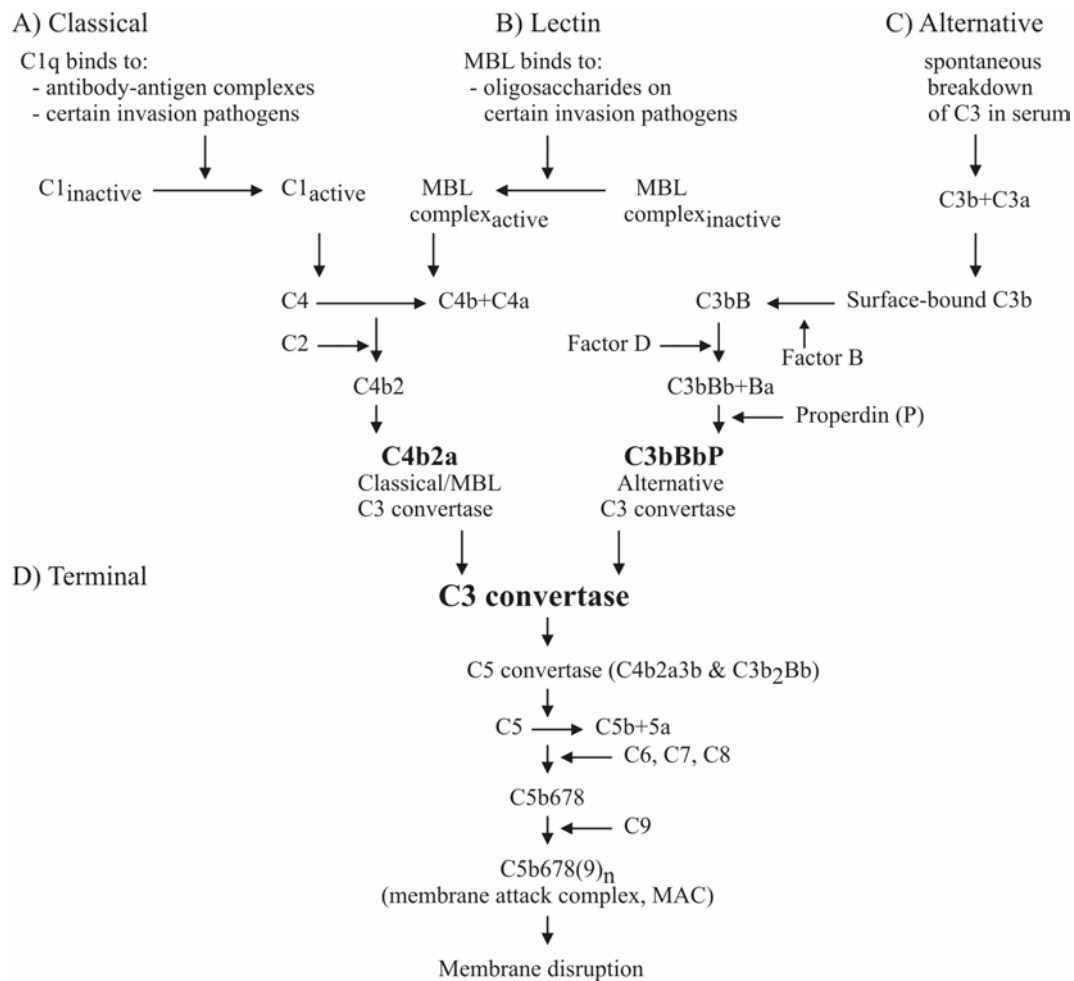 A) Classical
B) Lectin
C) Alternative
C1q binds to:
- antibody-antigen complexes
- certain invasion pathogens
MBL binds to:
- oligosaccharides on
certain invasion pathogens
spontaneous
breakdown
of C3 in serum
C1inactive
C1active
MBL
complexactive
MBL
complexinactive
C3b+C3a
C4
C4b+C4a
C3bB
Surface-bound C3b
C2
Factor D
Factor B
C4b2
C3bBb+Ba
Properdin (P)
C4b2a
Classical/MBL
C3 convertase
C3bBbP
Alternative
C3 convertase
D) Terminal
C3 convertase
C5 convertase (C4b2a3b & C3b2Bb)
C5
C5b+5a
C6, C7, C8
C5b678
C9
C5b678(9)n
(membrane attack complex, MAC)
Membrane disruption